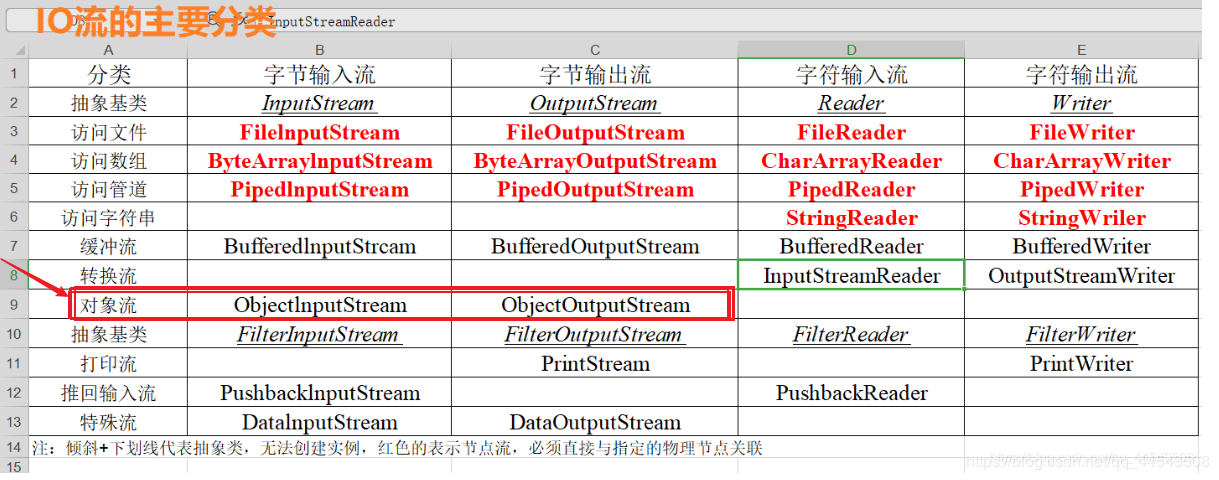 IO流的主要分类
InputStreamReader
A B C D E
1 分类 字节输入流 字节输出流 字符输入流 字符输出流
2 抽象基类 InputStream OutputStream Reader Writer
3 访问文件 FileInputStream FileOutputStream FileReader FileWriter
4 访问数组 ByteArrayInputStream ByteArrayOutputStream CharArrayReader CharArrayWriter
5 访问管道 PipedInputStream PipedOutputStream PipedReader PipedWriter
6 访问字符串 StringReader StringWriler
7 缓冲流 BufferedInputStrcam BufferedOutputStream BufferedReader BufferedWriter
8 转换流 InputStreamReader OutputStreamWriter
9 对象流 ObjectInputStream ObjectOutputStream
10 抽象基类 FilterInputStream FilterOutputStream FilterReader FilterWriter
11 打印流 PrintStream PrintWriter
12 推回输入流 PushbackInputStream PushbackReader
13 特殊流 DataInputStream DataOutputStream
14 注：倾斜+下划线代表抽象类，无法创建实例，红色的表示节点流，必须直接与指定的物理节点关联
15
https://blog.csdn.net/qq_44543508